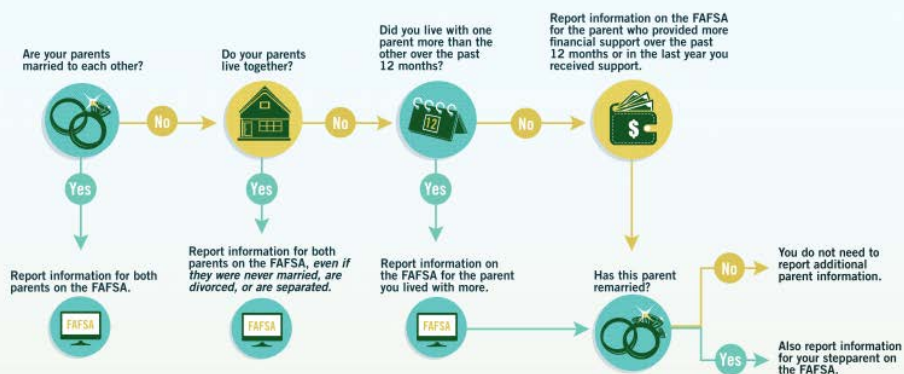 Are your parents
married to each other?
Do your parents
live together?
Did you live with one
parent more than the
other over the past
12 months?
Report information on the FAFSA
for the parent who provided more
financial support over the past
12 months or in the last year you
received support.
No
No
12
No
$
Yes
Yes
Yes
Report information for both
parents on the FAFSA.
FAFSA
Report information for both
parents on the FAFSA, even if
they were never married, are
divorced, or are separated.
FAFSA
Report information on
the FAFSA for the parent
you lived with more.
FAFSA
Has this parent
remarried?
No
You do not need to
report additional
parent information.
Yes
Also report information
for your stepparent on
the FAFSA.